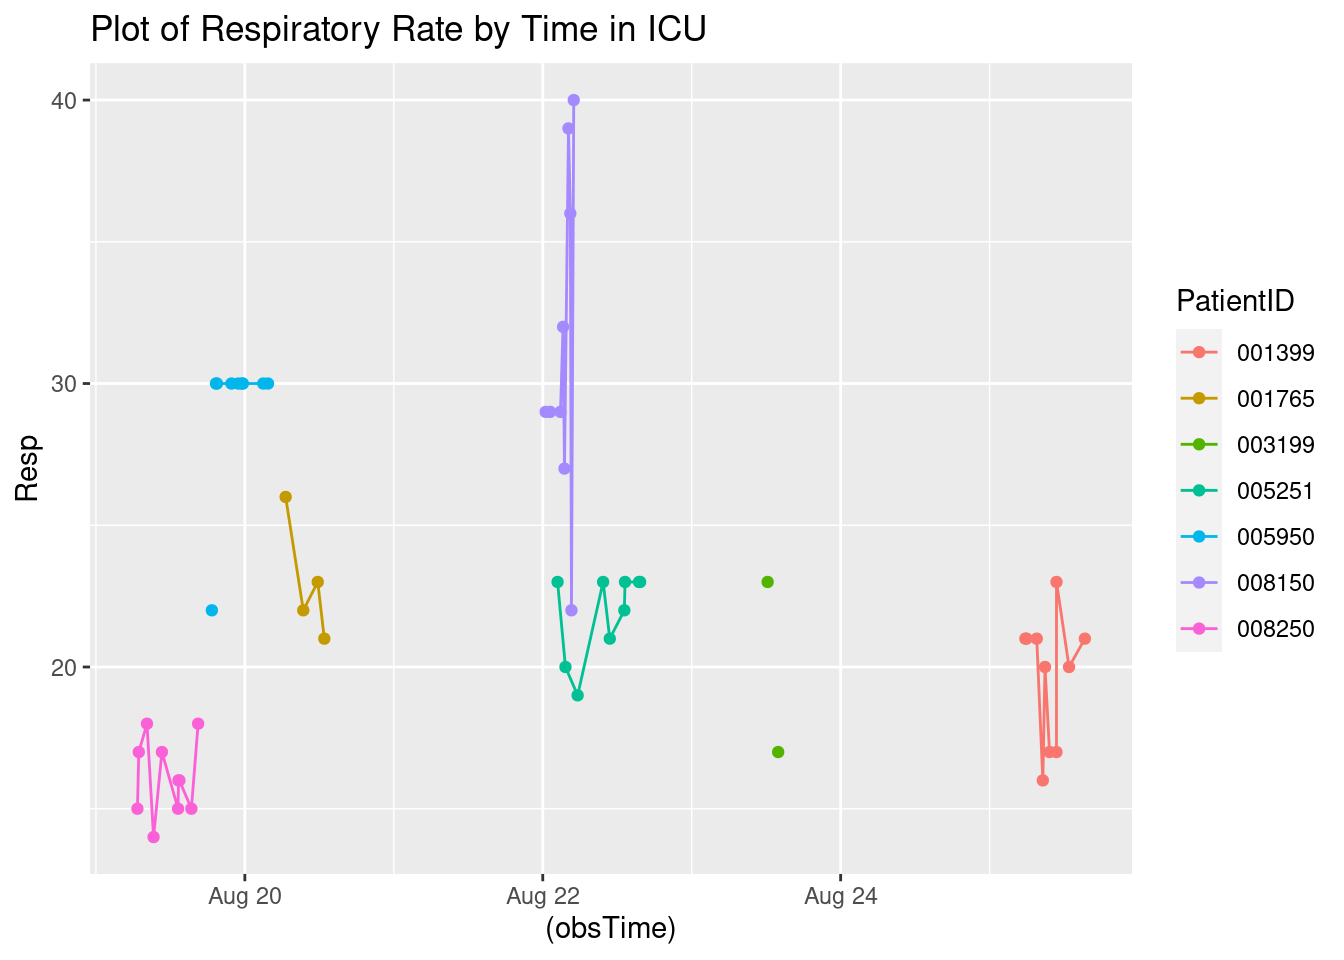 Plot of Respiratory Rate by Time in ICU
40
30
20
Resp
Aug 20
Aug 22
Aug 24
(obsTime)
PatientID
001399
001765
003199
005251
005950
008150
008250